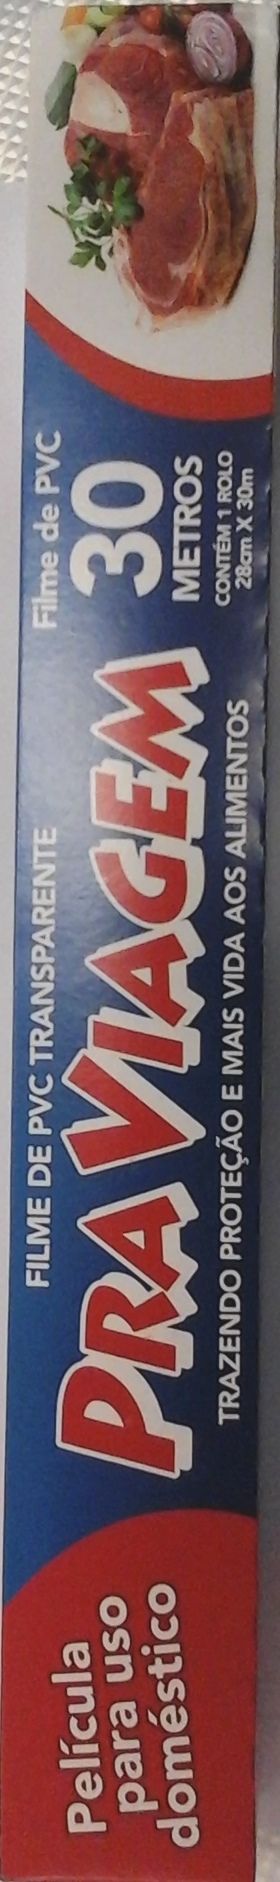 Película
para uso
doméstico
FILME DE PVC TRANSPARENTE
PRA VIAGEM
TRAZENDO PROTEÇÃO E MAIS VIDA AOS ALIMENTOS
Filme de PVC
30
METROS
CONTÉM 1 ROLO
28cm X 30m